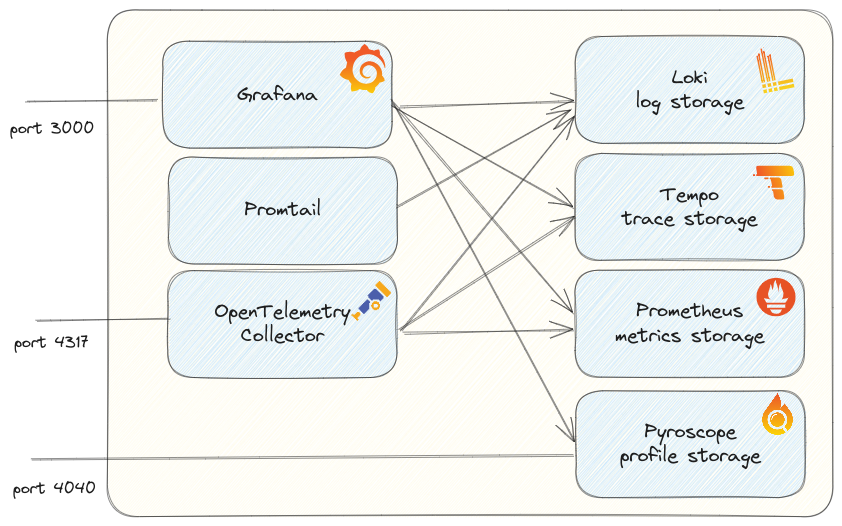 Grafana
port 3000
Promtail
OpenTelemetry
Collector
port 4317
port 4040
Loki
log storage
Tempo
trace storage
Prometheus
metrics storage
Pyroscope
profile storage